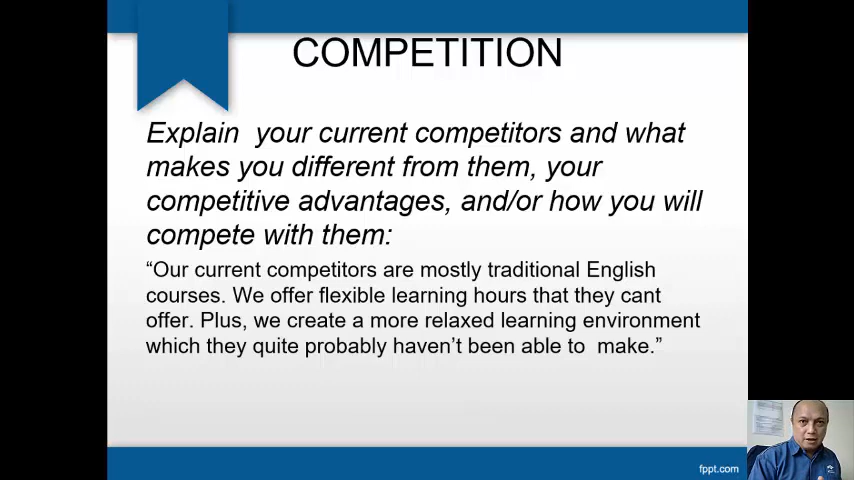 COMPETITION
Explain  your current competitors and what
makes you different from them, your
competitive advantages, and/or how you will
compete with them:
“Our current competitors are mostly traditional English
courses. We offer flexible learning hours that they cant
offer. Plus, we create a more relaxed learning environment
which they quite probably haven’t been able to  make.”
fppt.com